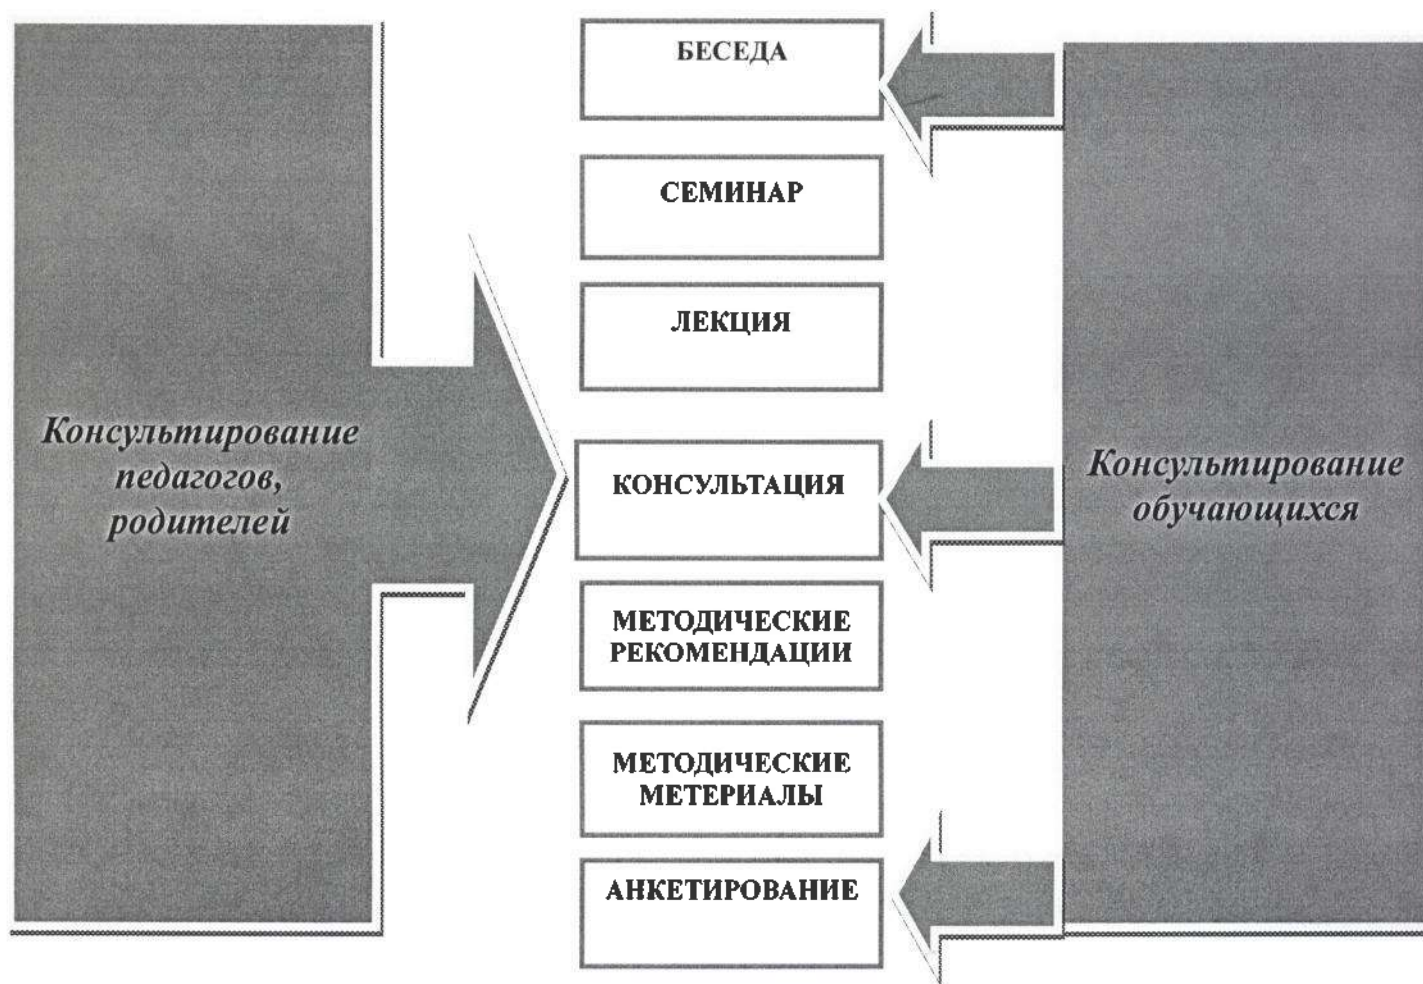 БЕСЕДА
СЕМИНАР
ЛЕКЦИЯ
Консультирование
педагогов,
родителей
КОНСУЛЬТАЦИЯ
Консультирование
обучающихся
МЕТОДИЧЕСКИЕ
РЕКОМЕНДАЦИИ
МЕТОДИЧЕСКИЕ
МЕТЕРИАЛЫ
АНКЕТИРОВАНИЕ